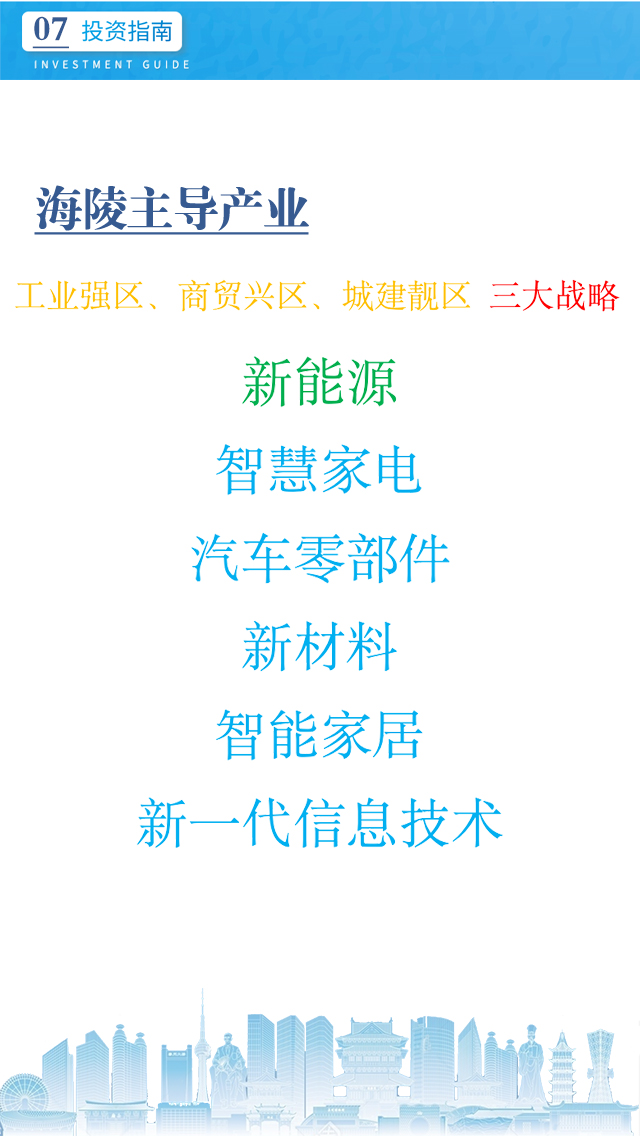 07 投资指南
INVESTMENT GUIDE
海陵主导产业
工业强区、商贸兴区、城建靓区 三大战略
新能源
智慧家电
汽车零部件
新材料
智能家居
新一代信息技术